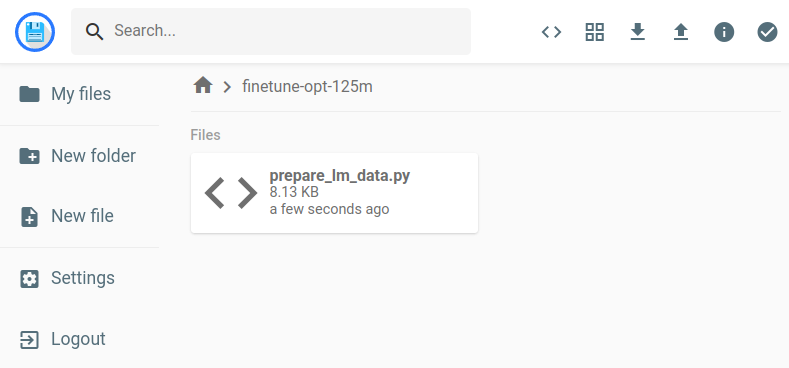 Search...
My files
New folder
New file
Settings
Logout
finetune-opt-125m
Files
prepare_lm_data.py
8.13 KB
a few seconds ago